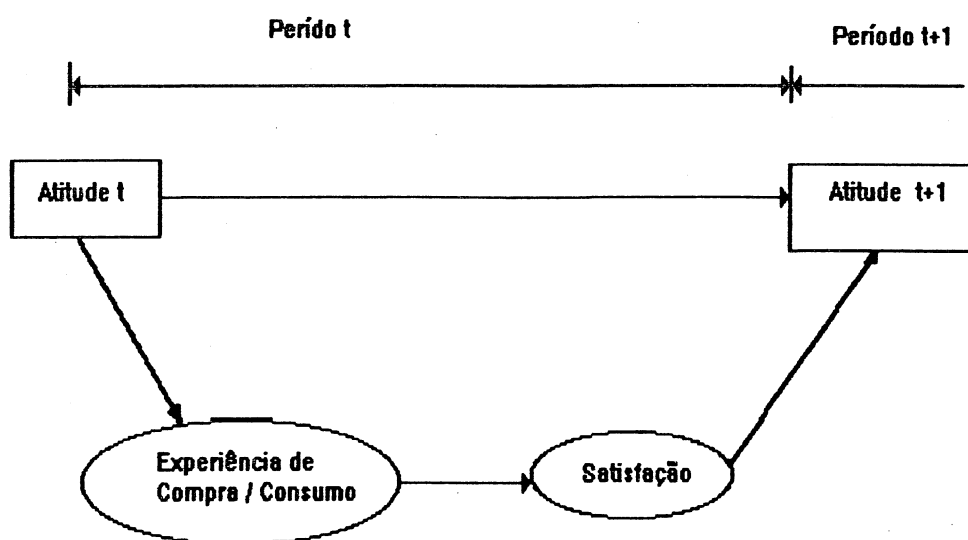 Perído t
Período t+1
Atitude t
Atitude t+1
Experiência de
Compra / Consumo
Satisfação